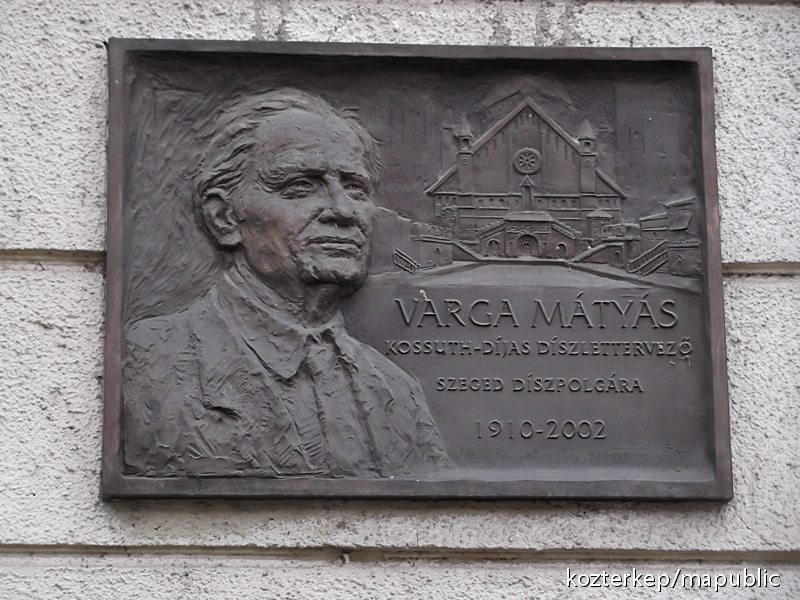 VARGA MÁTYÁS
KOSSUTH-DÍJAS DÍSZLETTERVEZŐ
SZEGED DÍSZPOLGÁRA
1910-2002
kozterkep/mapublic